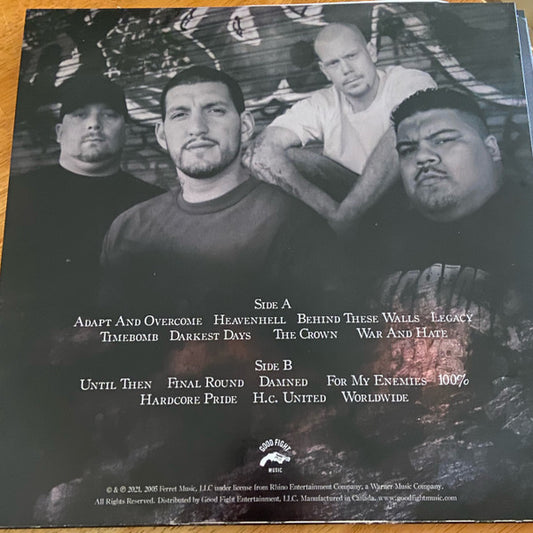 SIDE A
ADAPT AND OVERCOME HEAVENHELL BEHIND THESE WALLS LEGACY
TIMEBOMB DARKEST DAYS THE CROWN WAR AND HATE
SIDE B
UNTIL THEN FINAL ROUND DAMNED FOR MY ENEMIES 100%
HARDCORE PRIDE H.C. UNITED WORLDWIDE
GOOD FIGHT
MUSIC
© & ℗ 2021, 2005 Ferret Music, LLC under license from Rhino Entertainment Company, a Warner Music Company.
All Rights Reserved. Distributed by Good Fight Entertainment, LLC. Manufactured in Canada. www.goodfightmusic.com